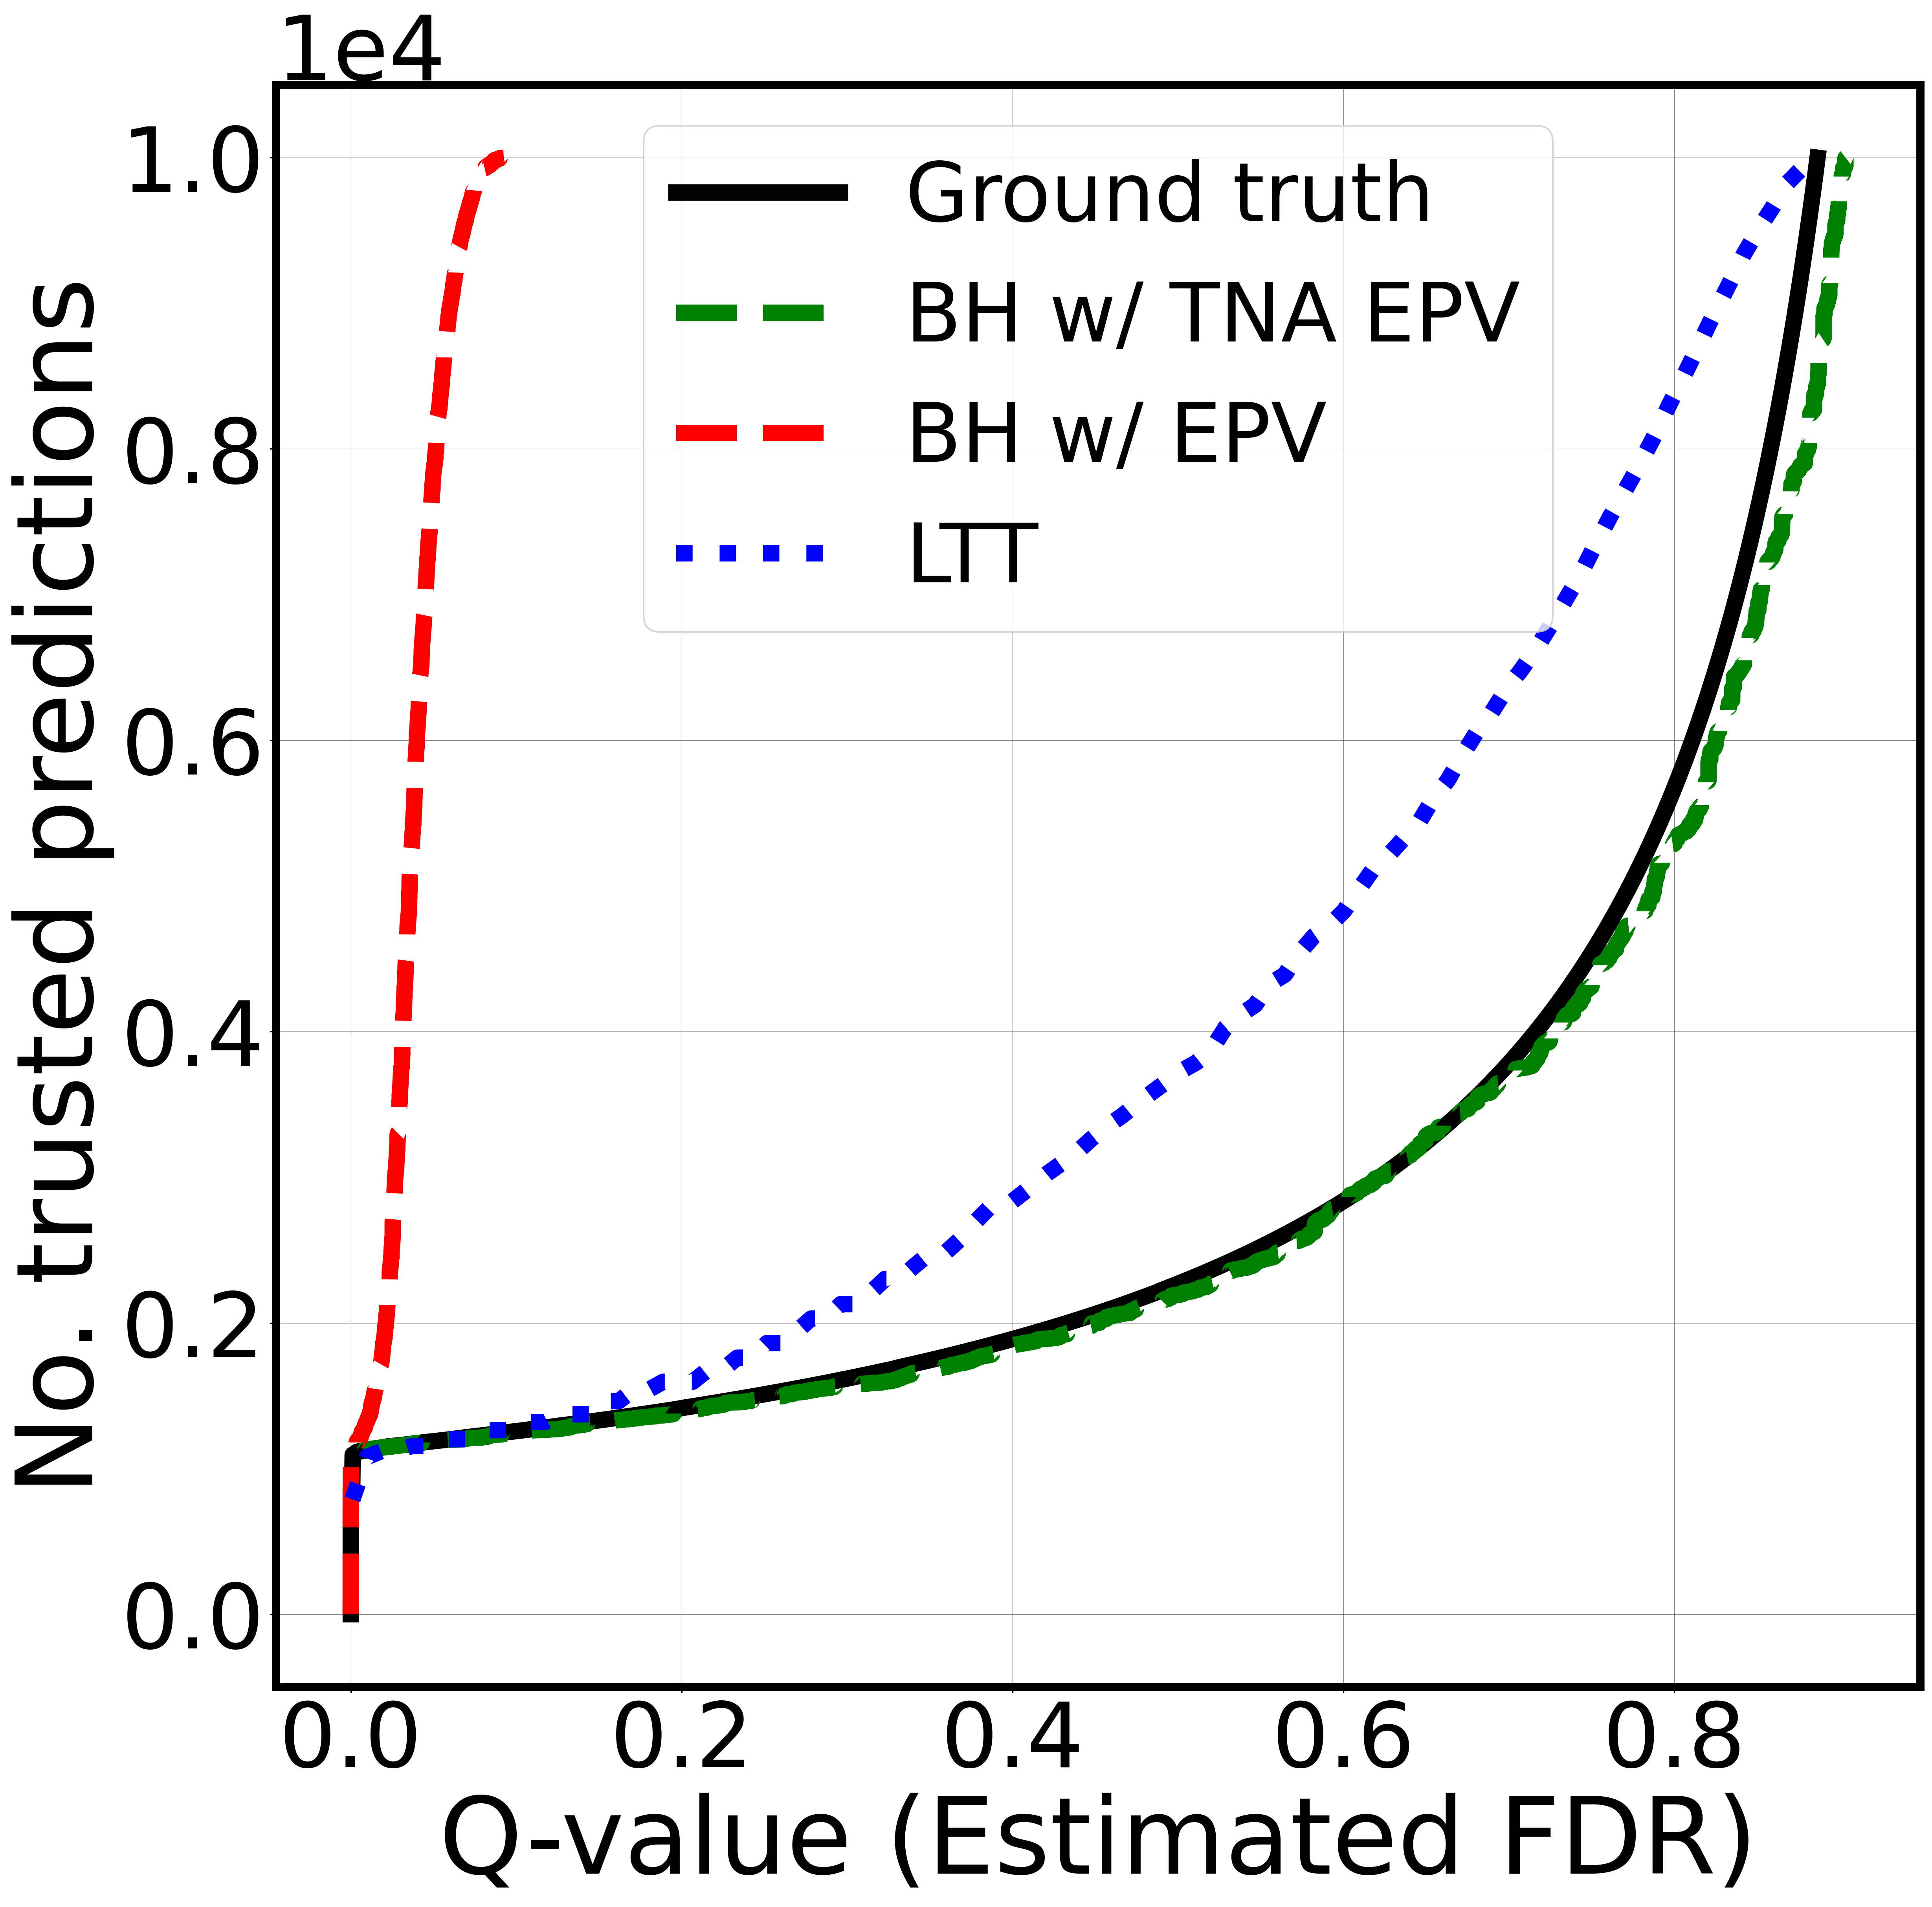 1e4
No. trusted predictions
1.0
0.8
0.6
0.4
0.2
0.0
Ground truth
BH w/ TNA EPV
BH w/ EPV
LTT
0.0 0.2 0.4 0.6 0.8
Q-value (Estimated FDR)